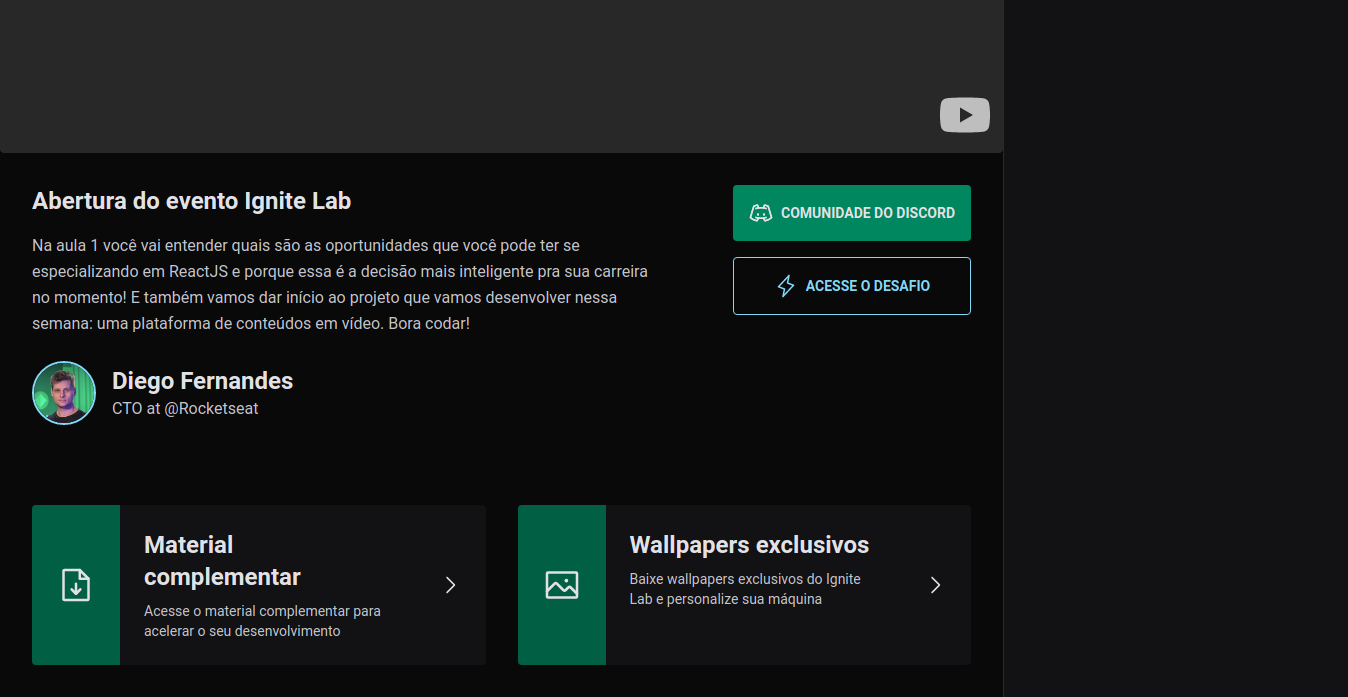 Abertura do evento Ignite Lab
Na aula 1 você vai entender quais são as oportunidades que você pode ter se
especializando em ReactJS e porque essa é a decisão mais inteligente pra sua carreira
no momento! E também vamos dar início ao projeto que vamos desenvolver nessa
semana: uma plataforma de conteúdos em vídeo. Bora codar!
COMUNIDADE DO DISCORD
ACESSE O DESAFIO
Diego Fernandes
CTO at @Rocketseat
Material
complementar
Acesse o material complementar para
acelerar o seu desenvolvimento
Wallpapers exclusivos
Baixe wallpapers exclusivos do Ignite
Lab e personalize sua máquina